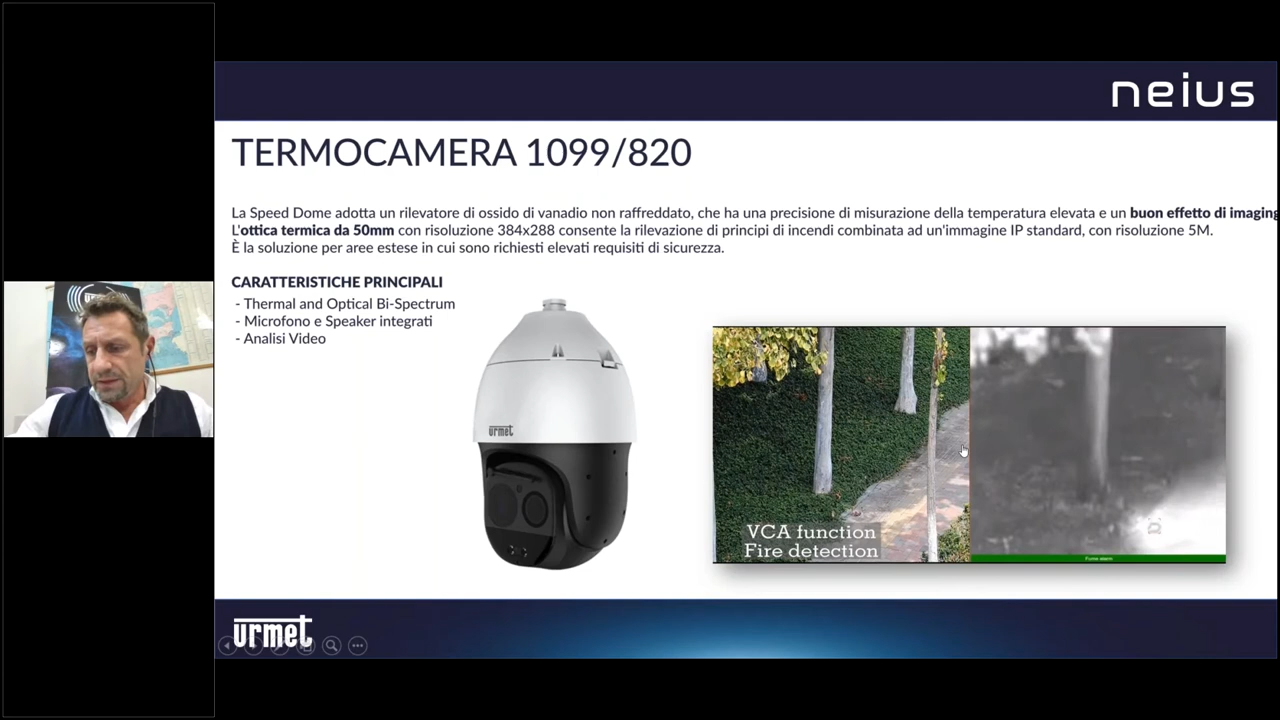 neius
TERMOCAMERA 1099/820
La Speed Dome adotta un rilevatore di ossido di vanadio non raffreddato, che ha una precisione di misurazione della temperatura elevata e un buon effetto di imaging
L'ottica termica da 50mm con risoluzione 384x288 consente la rilevazione di principi di incendi combinata ad un'immagine IP standard, con risoluzione 5M.
È la soluzione per aree estese in cui sono richiesti elevati requisiti di sicurezza.
CARATTERISTICHE PRINCIPALI
- Thermal and Optical Bi-Spectrum
- Microfono e Speaker integrati
- Analisi Video
urmet
VCA function
Fire detection
urmet